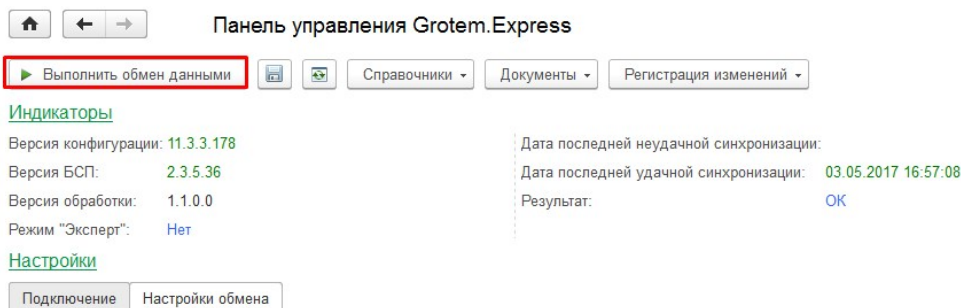 Панель управления Grotem.Express
Выполнить обмен данными Справочники Документы Регистрация изменений
Индикаторы
Версия конфигурации: 11.3.3.178 Дата последней неудачной синхронизации:
Версия БСП: 2.3.5.36 Дата последней удачной синхронизации: 03.05.2017 16:57:08
Версия обработки: 1.1.0.0 Результат: OK
Режим "Эксперт": Нет
Настройки
Подключение Настройки обмена